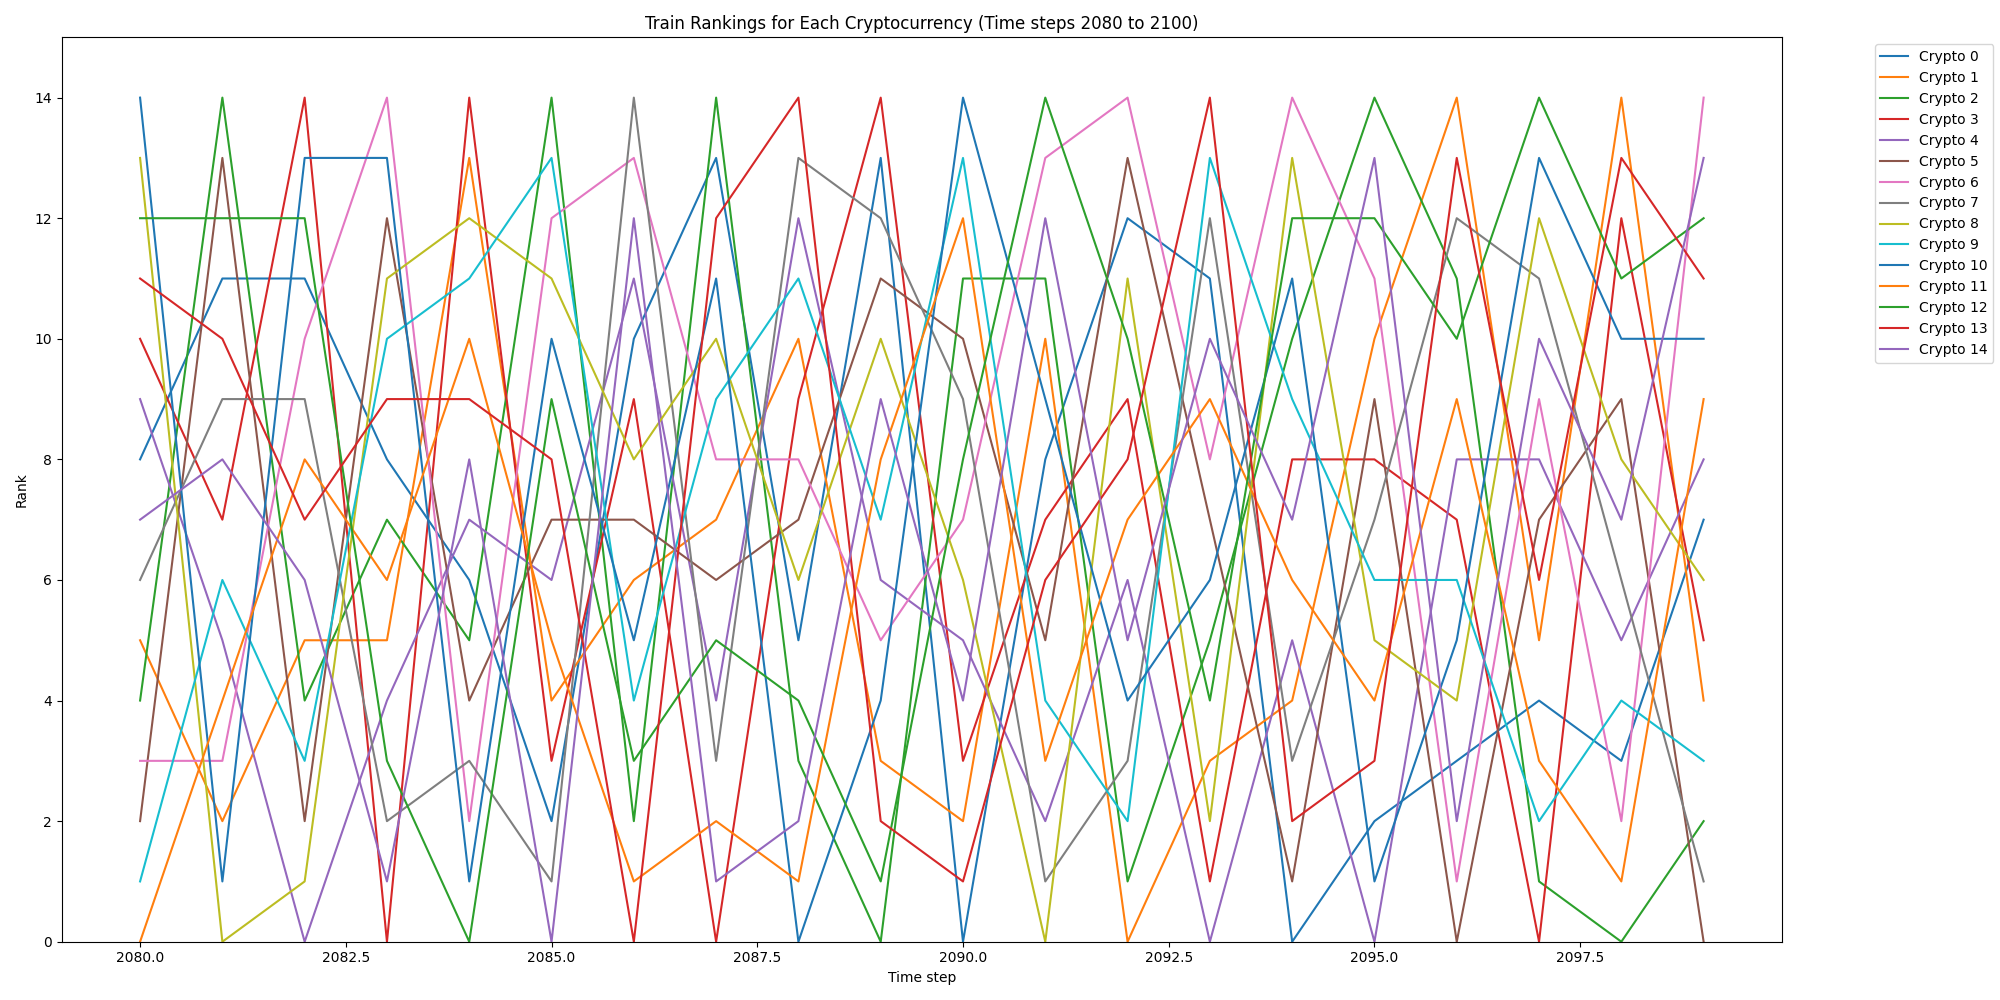 Train Rankings for Each Cryptocurrency (Time steps 2080 to 2100)
Rank
14
12
10
8
6
4
2
0
2080.0 2082.5 2085.0 2087.5 2090.0 2092.5 2095.0 2097.5
Time step
Crypto 0
Crypto 1
Crypto 2
Crypto 3
Crypto 4
Crypto 5
Crypto 6
Crypto 7
Crypto 8
Crypto 9
Crypto 10
Crypto 11
Crypto 12
Crypto 13
Crypto 14